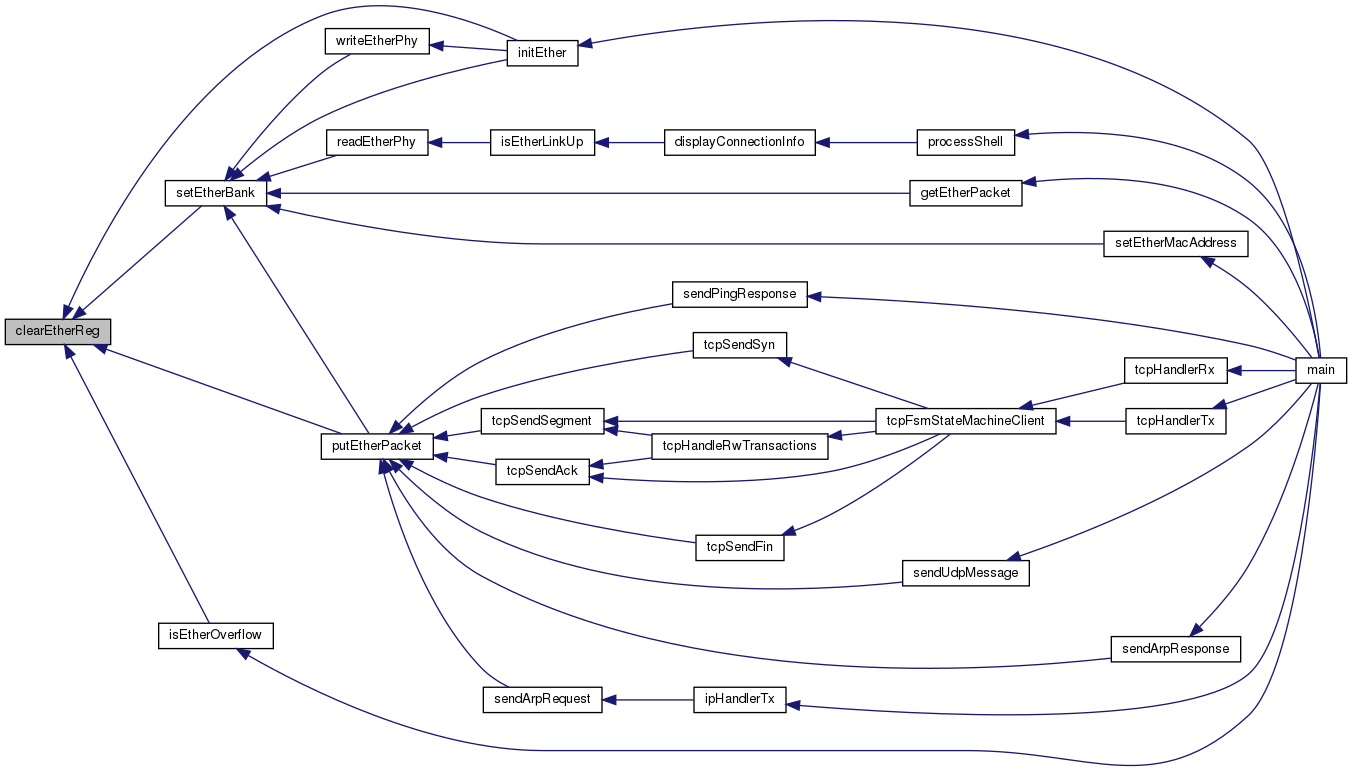 writeEtherPhy
initEther
readEtherPhy
isEtherLinkUp
displayConnectionInfo
processShell
setEtherBank
getEtherPacket
setEtherMacAddress
sendPingResponse
clearEtherReg
tcpSendSyn
tcpHandlerRx
main
tcpSendSegment
tcpFsmStateMachineClient
tcpHandlerTx
putEtherPacket
tcpHandleRwTransactions
tcpSendAck
tcpSendFin
sendUdpMessage
isEtherOverflow
sendArpResponse
sendArpRequest
ipHandlerTx